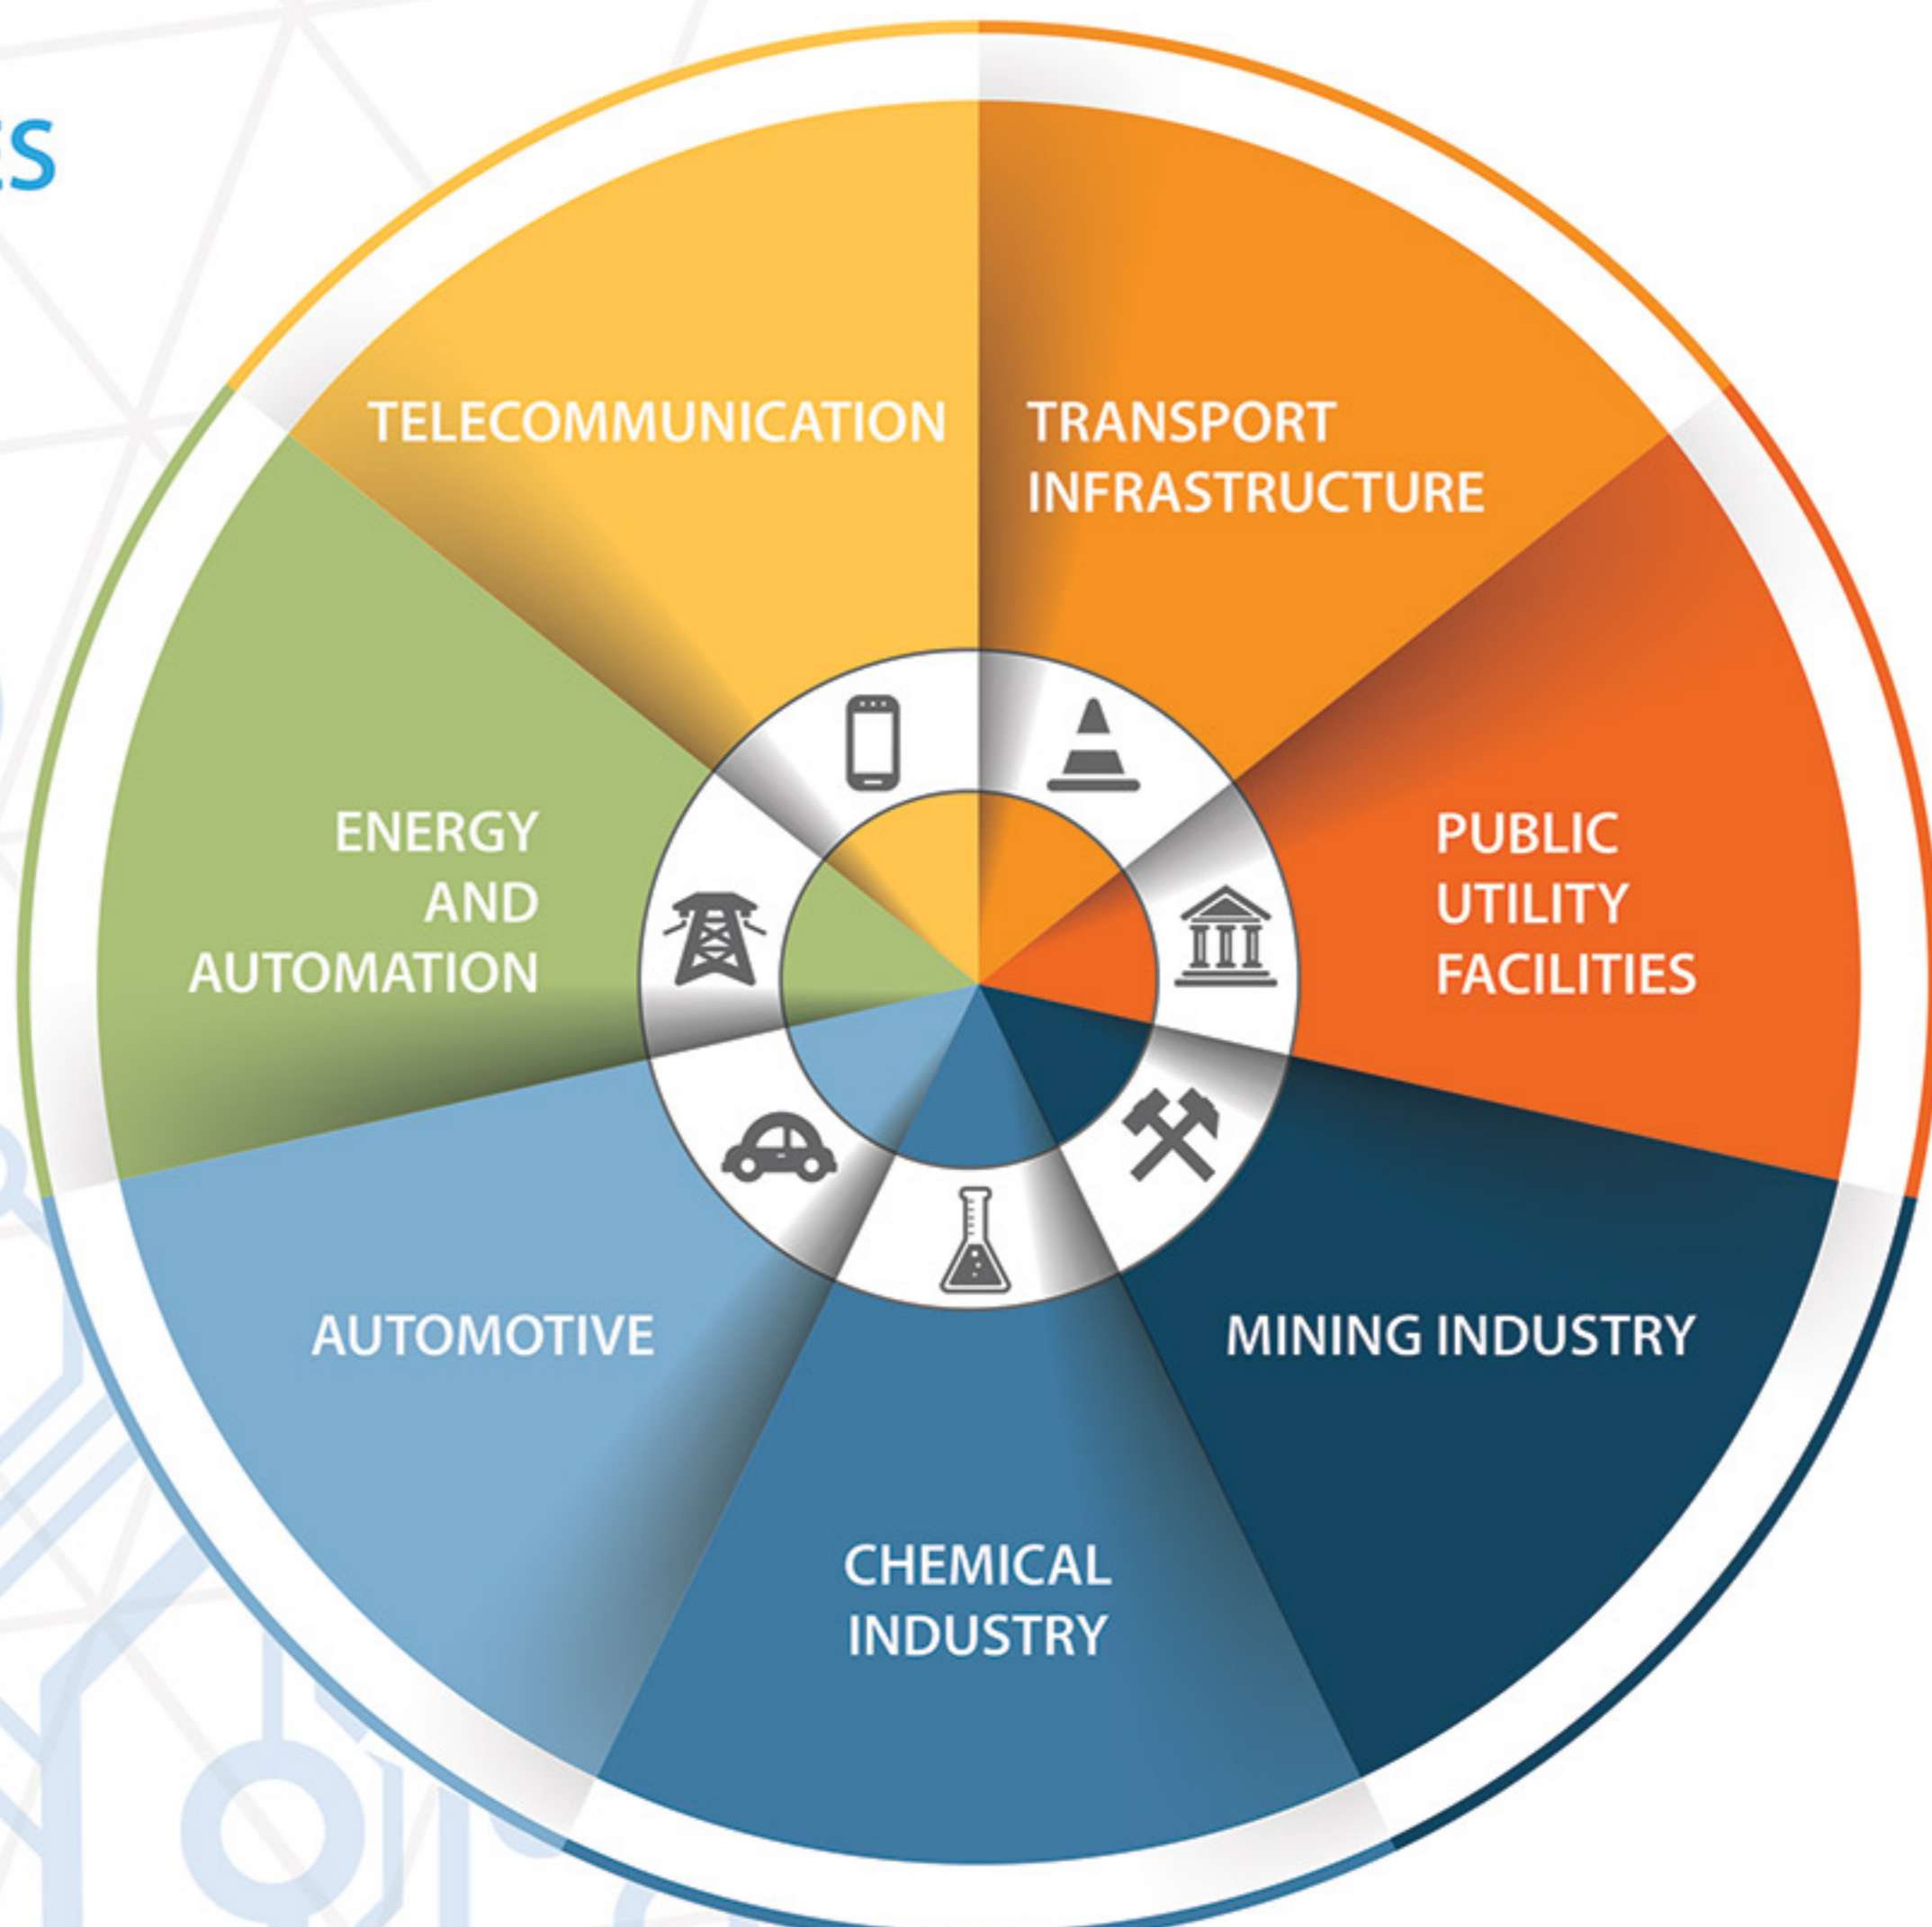 TELECOMMUNICATION
TRANSPORT
INFRASTRUCTURE
ENERGY
AND
AUTOMATION
PUBLIC
UTILITY
FACILITIES
AUTOMOTIVE
MINING INDUSTRY
CHEMICAL
INDUSTRY